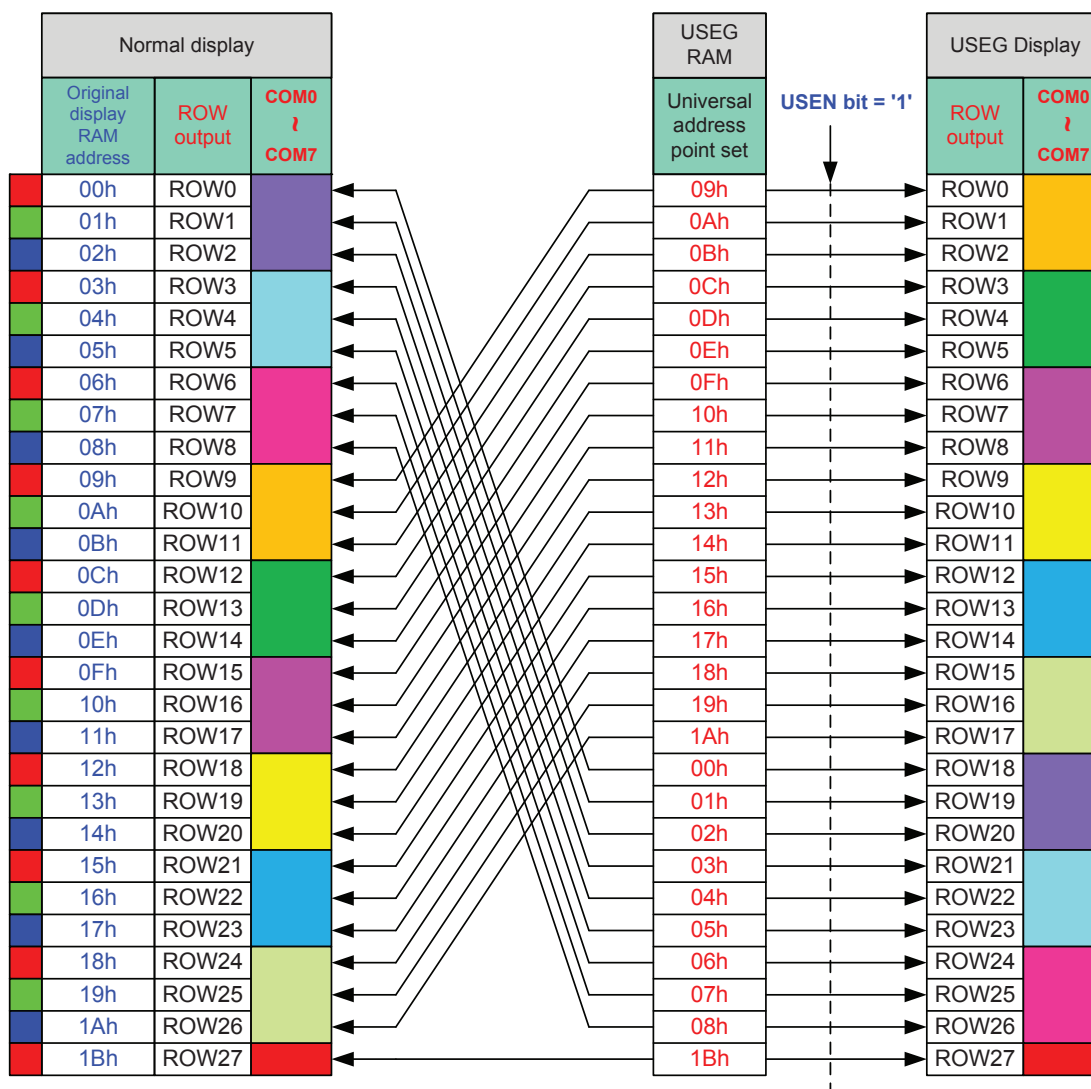 Normal display
USEG
RAM
USEG Display
Original
display
RAM
address
ROW
output
COM0
~
COM7
Universal
address
point set
USEN bit = '1'
ROW
output
COM0
~
COM7
00h ROW0 09h ROW0
01h ROW1 0Ah ROW1
02h ROW2 0Bh ROW2
03h ROW3 0Ch ROW3
04h ROW4 0Dh ROW4
05h ROW5 0Eh ROW5
06h ROW6 0Fh ROW6
07h ROW7 10h ROW7
08h ROW8 11h ROW8
09h ROW9 12h ROW9
0Ah ROW10 13h ROW10
0Bh ROW11 14h ROW11
0Ch ROW12 15h ROW12
0Dh ROW13 16h ROW13
0Eh ROW14 17h ROW14
0Fh ROW15 18h ROW15
10h ROW16 19h ROW16
11h ROW17 1Ah ROW17
12h ROW18 00h ROW18
13h ROW19 01h ROW19
14h ROW20 02h ROW20
15h ROW21 03h ROW21
16h ROW22 04h ROW22
17h ROW23 05h ROW23
18h ROW24 06h ROW24
19h ROW25 07h ROW25
1Ah ROW26 08h ROW26
1Bh ROW27 1Bh ROW27